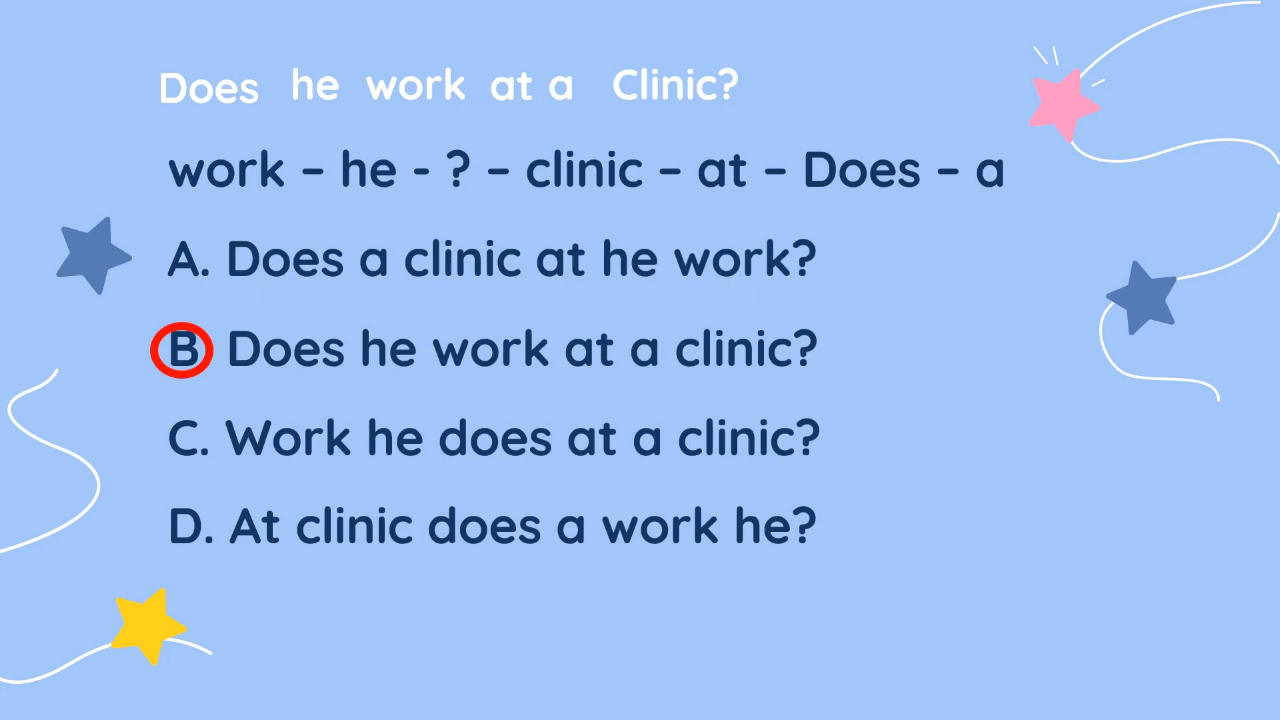 Does he work at a Clinic?
work – he - ? – clinic – at – Does – a
A. Does a clinic at he work?
B Does he work at a clinic?
C. Work he does at a clinic?
D. At clinic does a work he?